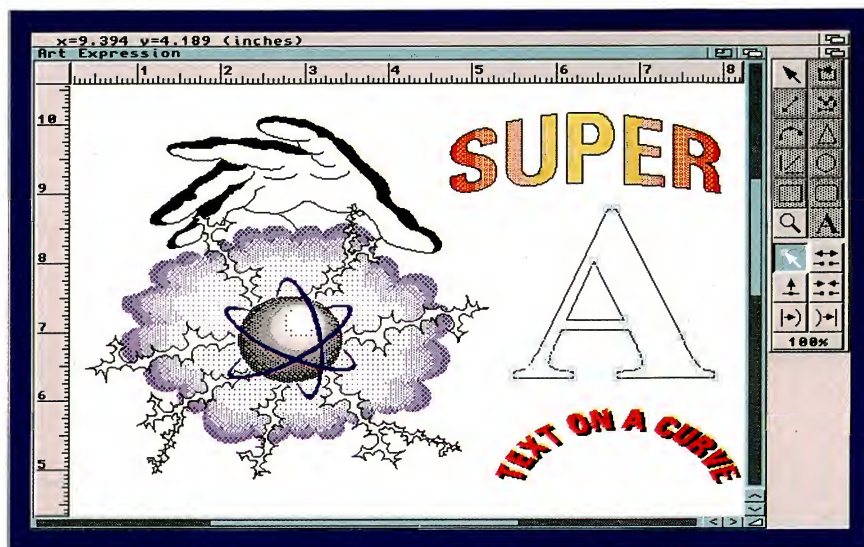 x=9.394 y=4.189 (inches)
Art Expression
1 2 3 4 5 6 7 8
10
9
8
7
6
5
SUPER
A
TEXT ON A CURVE
A
100%